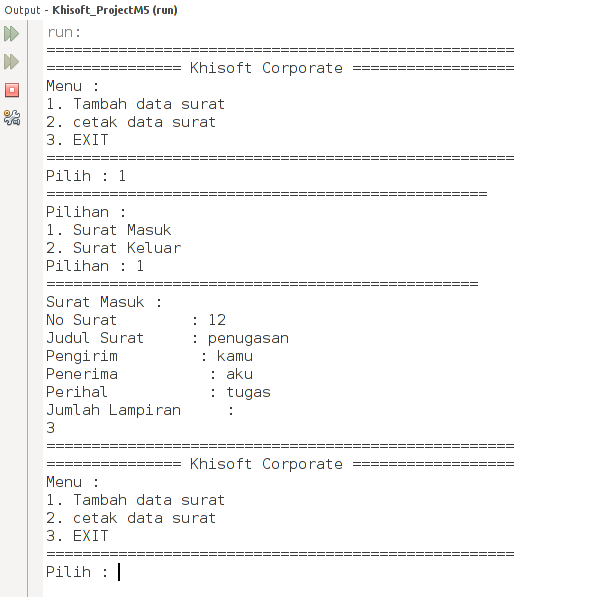 Output - Khisoft_ProjectM5 (run)
run:
====================================================
=============== Khisoft Corporate ==================
Menu :
1. Tambah data surat
2. cetak data surat
3. EXIT
====================================================
Pilih : 1
=================================================
Pilihan :
1. Surat Masuk
2. Surat Keluar
Pilihan : 1
================================================
Surat Masuk :
No Surat        : 12
Judul Surat     : penugasan
Pengirim         : kamu
Penerima          : aku
Perihal           : tugas
Jumlah Lampiran     :
3
====================================================
=============== Khisoft Corporate ==================
Menu :
1. Tambah data surat
2. cetak data surat
3. EXIT
====================================================
Pilih :